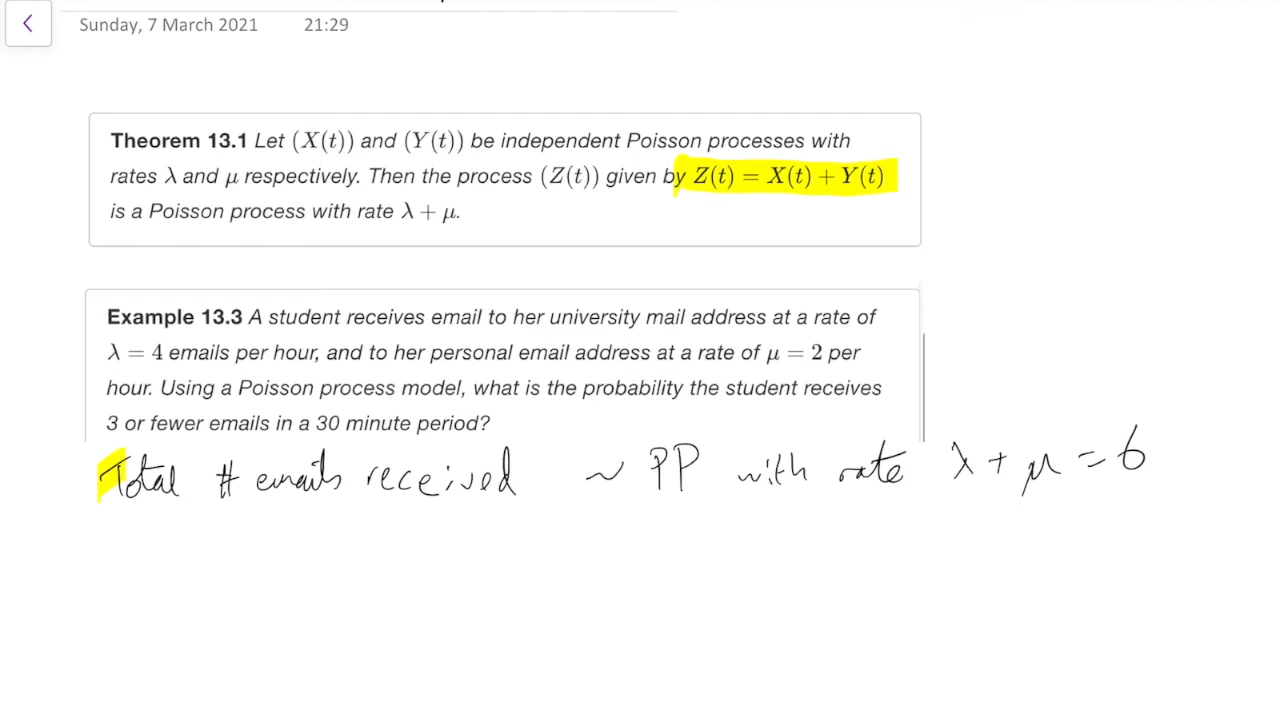 Sunday, 7 March 2021 21:29
Theorem 13.1 Let (X(t)) and (Y(t)) be independent Poisson processes with
rates λ and μ respectively. Then the process (Z(t)) given by Z(t) = X(t) + Y(t)
is a Poisson process with rate λ + μ.
Example 13.3 A student receives email to her university mail address at a rate of
λ = 4 emails per hour, and to her personal email address at a rate of μ = 2 per
hour. Using a Poisson process model, what is the probability the student receives
3 or fewer emails in a 30 minute period?
Total # emails received ~ PP with rate λ + μ = 6